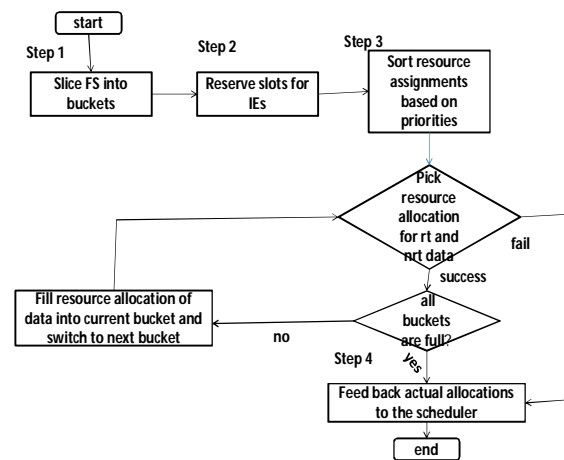 start
Step 1
Step 2
Step 3
Slice FS into
buckets
Reserve slots for
IEs
Sort resource
assignments
based on
priorities
Pick
resource
allocation
for rt and
nrt data
fail
success
all
buckets
are full?
Fill resource allocation of
data into current bucket and
switch to next bucket
no
yes
Step 4
Feed back actual allocations
to the scheduler
end